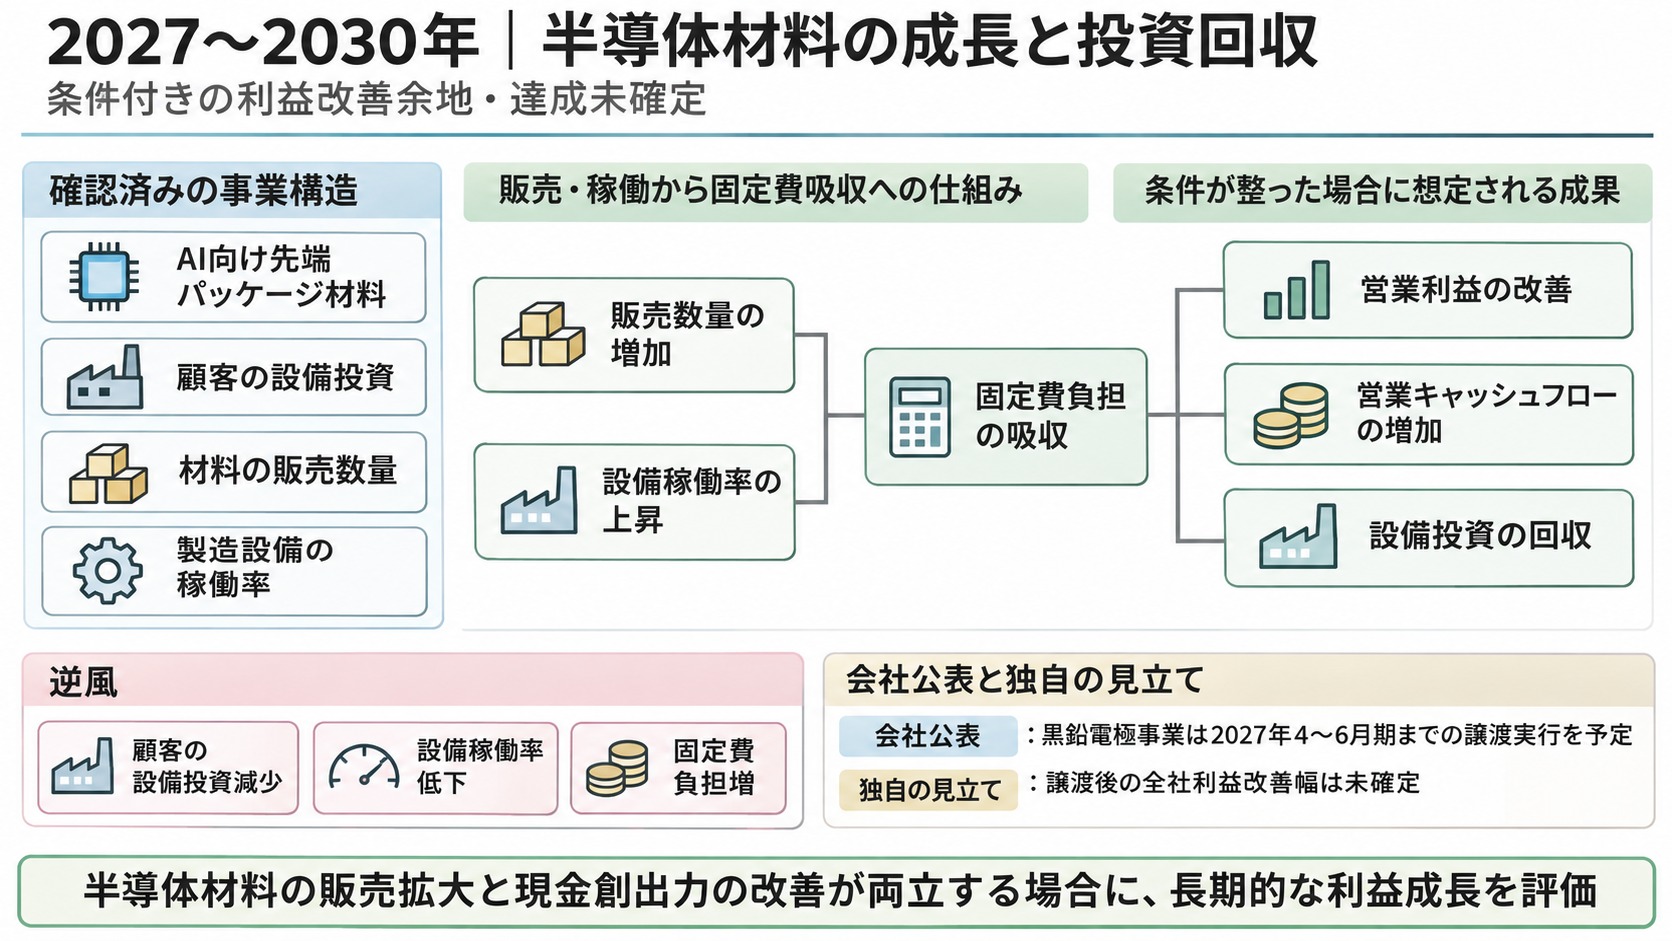 2027〜2030年｜半導体材料の成長と投資回収
条件付きの利益改善余地・達成未確定
確認済みの事業構造
AI向け先端
パッケージ材料
顧客の設備投資
材料の販売数量
製造設備の
稼働率
販売・稼働から固定費吸収への仕組み
販売数量の
増加
設備稼働率の
上昇
固定費負担
の吸収
条件が整った場合に想定される成果
営業利益の改善
営業キャッシュフロー
の増加
設備投資の回収
逆風
顧客の
設備投資減少
設備稼働率
低下
固定費
負担増
会社公表と独自の見立て
会社公表：黒鉛電極事業は2027年4〜6月期までの譲渡実行を予定
独自の見立て：譲渡後の全社利益改善幅は未確定
半導体材料の販売拡大と現金創出力の改善が両立する場合に、長期的な利益成長を評価